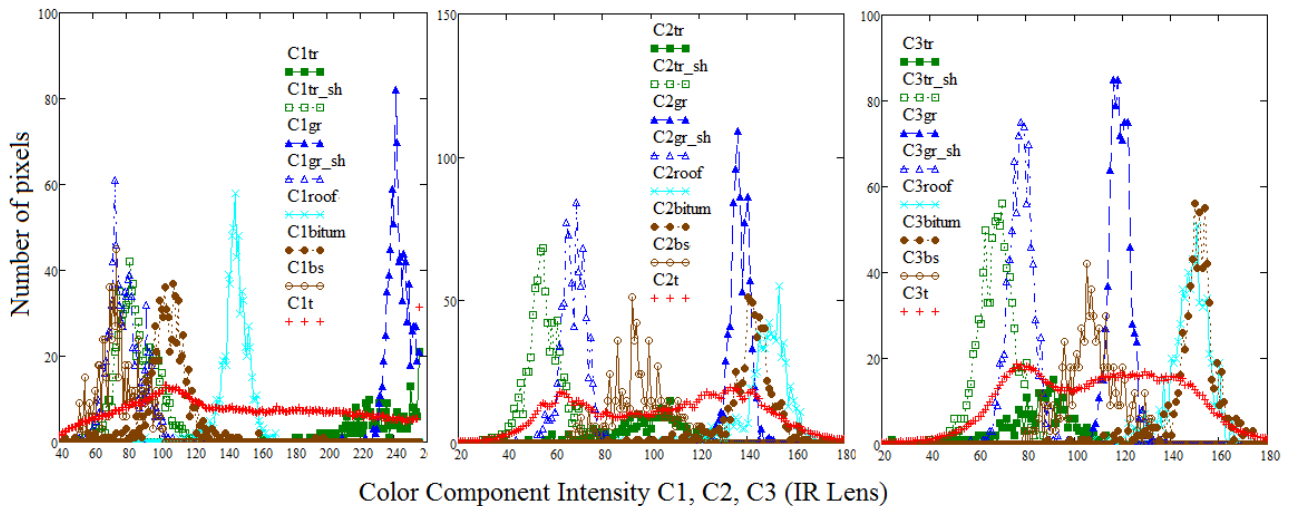 Number of pixels
100
80
60
40
20
0
40 60 80 100 120 140 160 180 200 220 240 2
C1tr
C1tr_sh
C1gr
C1gr_sh
C1roof
C1bitum
C1bs
C1t
150
100
50
0
20 40 60 80 100 120 140 160 180
C2tr
C2tr_sh
C2gr
C2gr_sh
C2roof
C2bitum
C2bs
C2t
100
80
60
40
20
0
20 40 60 80 100 120 140 160 180
C3tr
C3tr_sh
C3gr
C3gr_sh
C3roof
C3bitum
C3bs
C3t
Color Component Intensity C1, C2, C3 (IR Lens)